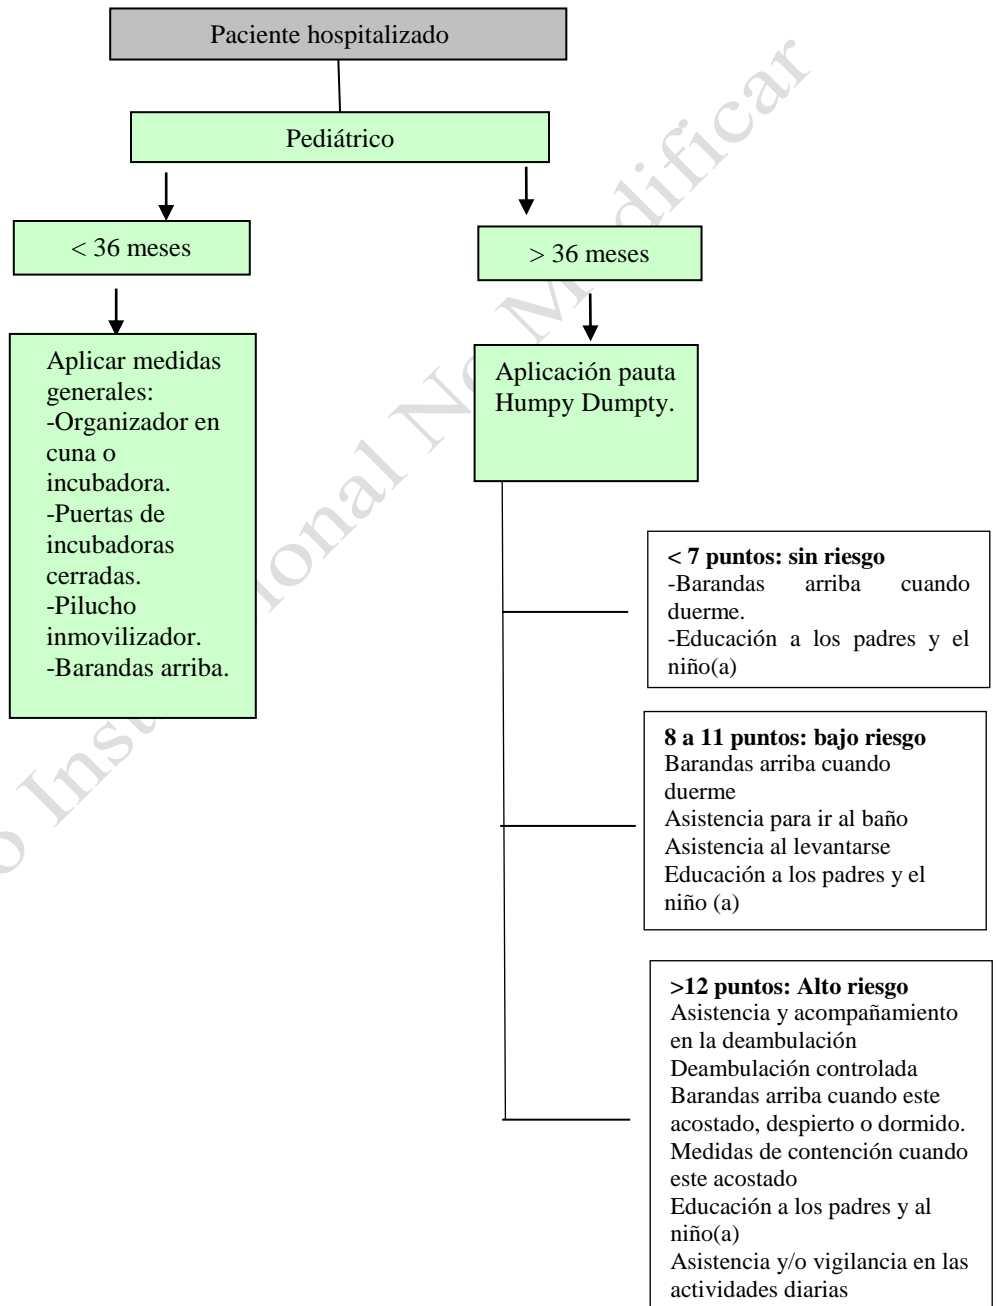 Paciente hospitalizado
Pediátrico
< 36 meses
> 36 meses
Aplicar medidas
generales:
-Organizador en
cuna o
incubadora.
-Puertas de
incubadoras
cerradas.
-Pilucho
inmovilizador.
-Barandas arriba.
Aplicación pauta
Humpy Dumpty.
< 7 puntos: sin riesgo
-Barandas arriba cuando
duerme.
-Educación a los padres y el
niño(a)
8 a 11 puntos: bajo riesgo
Barandas arriba cuando
duerme
Asistencia para ir al baño
Asistencia al levantarse
Educación a los padres y el
niño (a)
>12 puntos: Alto riesgo
Asistencia y acompañamiento
en la deambulación
Deambulación controlada
Barandas arriba cuando este
acostado, despierto o dormido.
Medidas de contención cuando
este acostado
Educación a los padres y al
niño(a)
Asistencia y/o vigilancia en las
actividades diarias